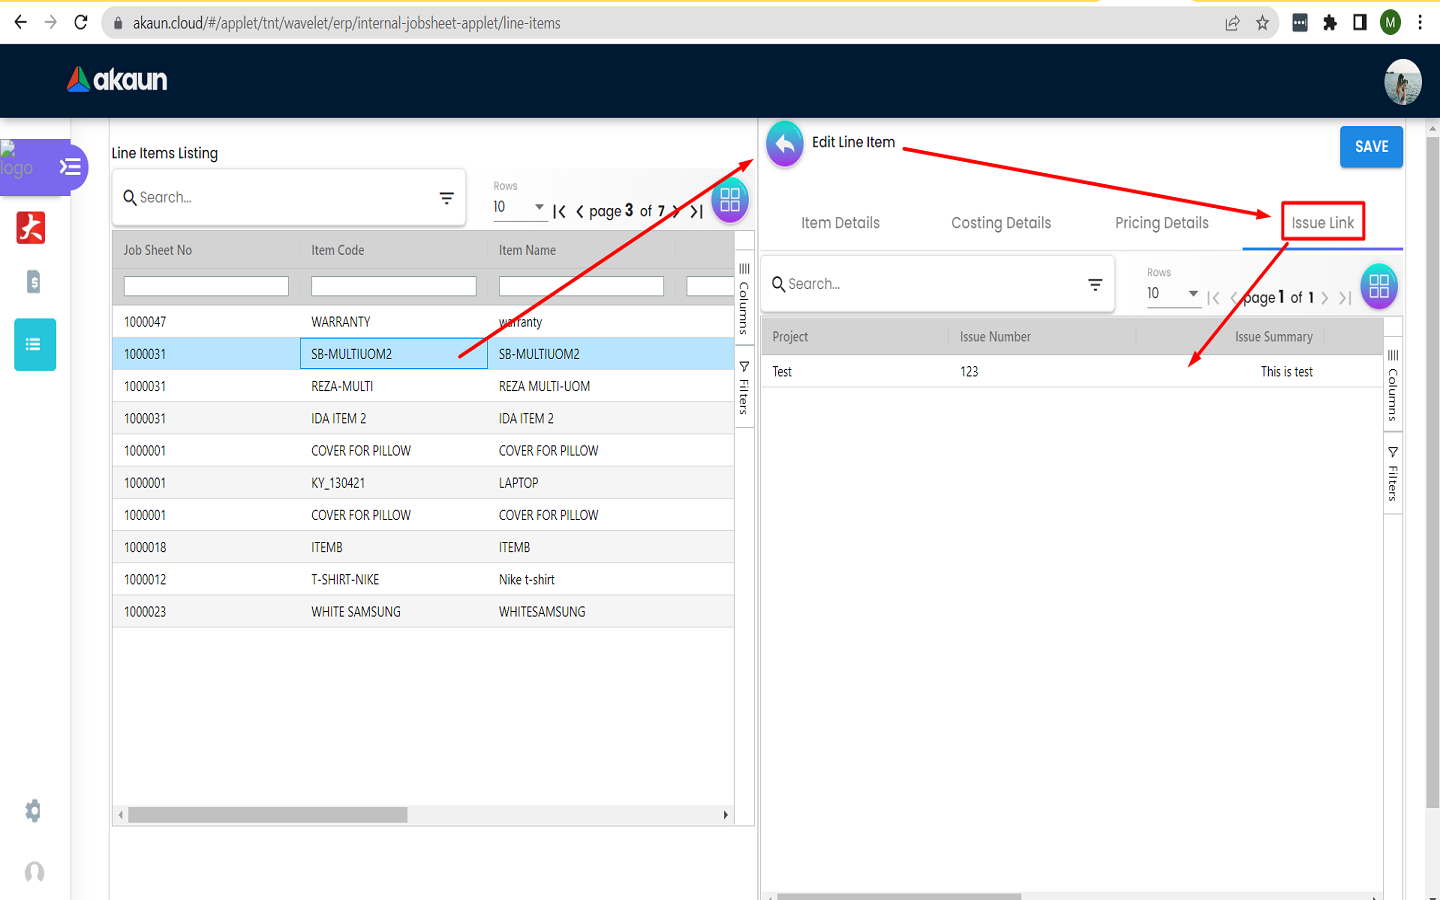 akaun.cloud/#/applet/tnt/wavelet/erp/internal-jobsheet-applet/line-items
M
akaun
logo
Line Items Listing
Search...
Rows
10
page 3 of 7
Job Sheet No Item Code Item Name
1000047 WARRANTY warranty
1000031 SB-MULTIUOM2 SB-MULTIUOM2
1000031 REZA-MULTI REZA MULTI-UOM
1000031 IDA ITEM 2 IDA ITEM 2
1000001 COVER FOR PILLOW COVER FOR PILLOW
1000001 KY_130421 LAPTOP
1000001 COVER FOR PILLOW COVER FOR PILLOW
1000018 ITEMB ITEMB
1000012 T-SHIRT-NIKE Nike t-shirt
1000023 WHITE SAMSUNG WHITESAMSUNG
Columns
Filters
Edit Line Item
SAVE
Item Details Costing Details Pricing Details Issue Link
Search...
Rows
10
page 1 of 1
Project Issue Number Issue Summary
Test 123 This is test
Columns
Filters